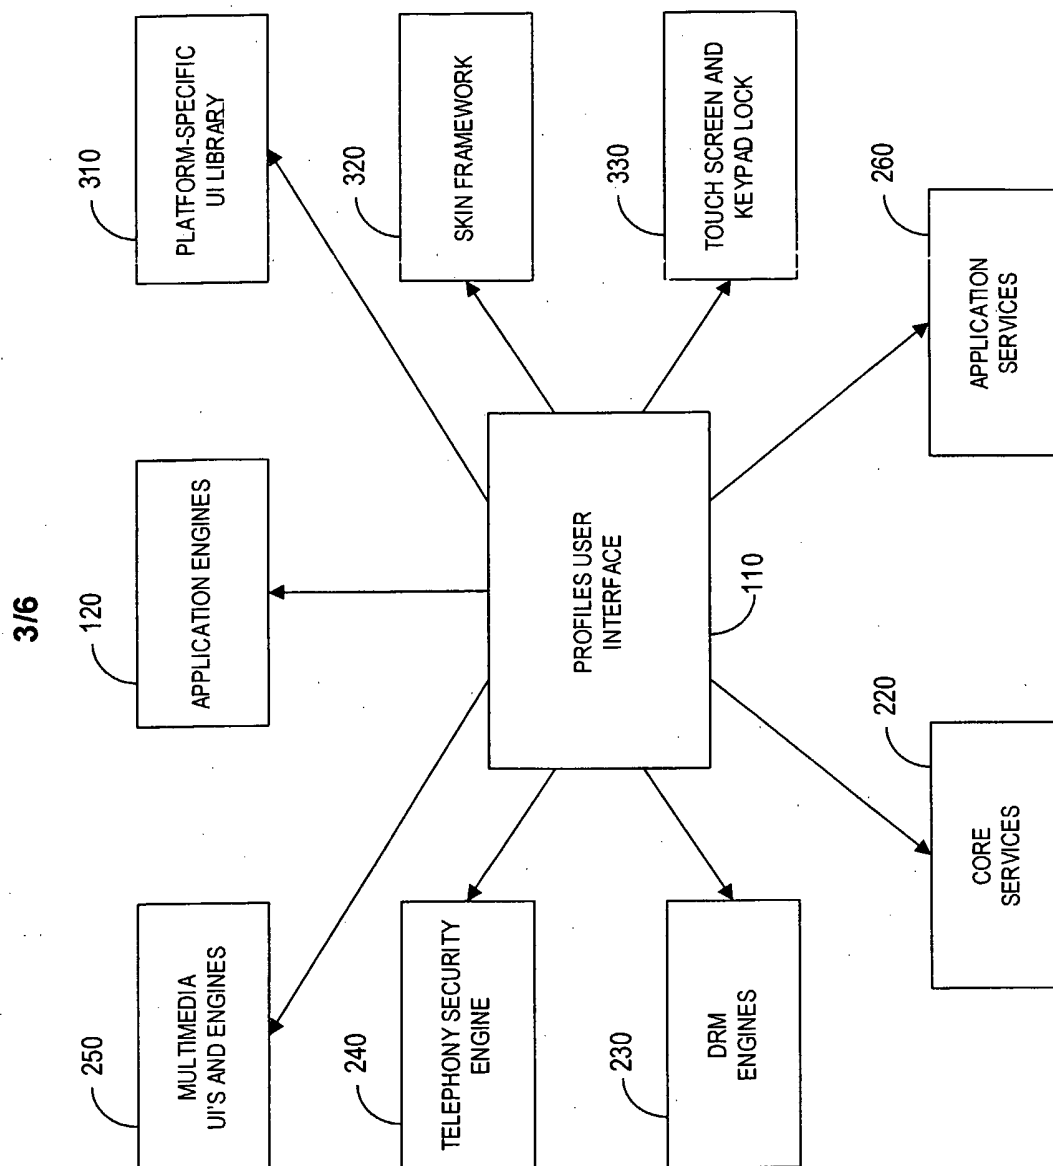 3/6
250
MULTIMEDIA
UI'S AND ENGINES
120
APPLICATION ENGINES
310
PLATFORM-SPECIFIC
UI LIBRARY
240
TELEPHONY SECURITY
ENGINE
320
SKIN FRAMEWORK
PROFILES USER
INTERFACE
110
230
DRM
ENGINES
330
TOUCH SCREEN AND
KEYPAD LOCK
220
CORE
SERVICES
260
APPLICATION
SERVICES